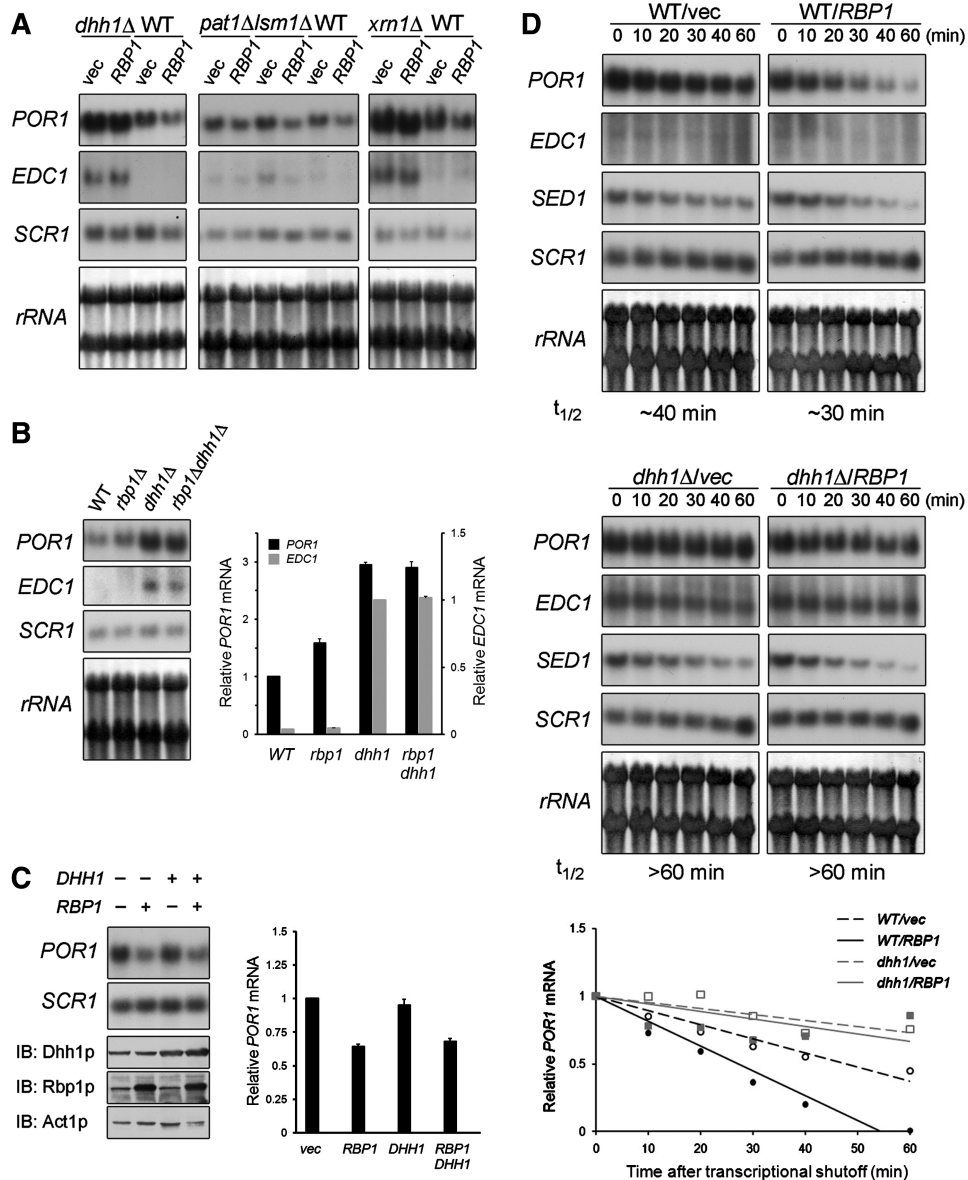 A
dhh1Δ WT
pat1Δ lsm1Δ WT
xrn1Δ WT
vec RBP1 vec RBP1
vec RBP1 vec RBP1 vec RBP1
vec RBP1 vec RBP1
POR1
EDC1
SCR1
rRNA
B
WT rbp1Δ dhh1Δ rbp1Δdhh1Δ
POR1
EDC1
SCR1
rRNA
POR1
EDC1
Relative POR1 mRNA
3
2
1
0
Relative EDC1 mRNA
1.5
1
0.5
0
WT rbp1 dhh1 rbp1 dhh1
C
DHH1 – – + +
RBP1 – + – +
POR1
SCR1
IB: Dhh1p
IB: Rbp1p
IB: Act1p
Relative POR1 mRNA
1.5
1.25
1
0.75
0.5
0.25
0
vec RBP1 DHH1 RBP1 DHH1
D
WT/vec WT/RBP1
0 10 20 30 40 60 0 10 20 30 40 60 (min)
POR1
EDC1
SED1
SCR1
rRNA
t1/2 ~40 min ~30 min
dhh1Δ/vec dhh1Δ/RBP1
0 10 20 30 40 60 0 10 20 30 40 60 (min)
POR1
EDC1
SED1
SCR1
rRNA
t1/2 >60 min >60 min
WT/vec
WT/RBP1
dhh1/vec
dhh1/RBP1
Relative POR1 mRNA
1.5
1
0.5
0
0 10 20 30 40 50 60
Time after transcriptional shutoff (min)